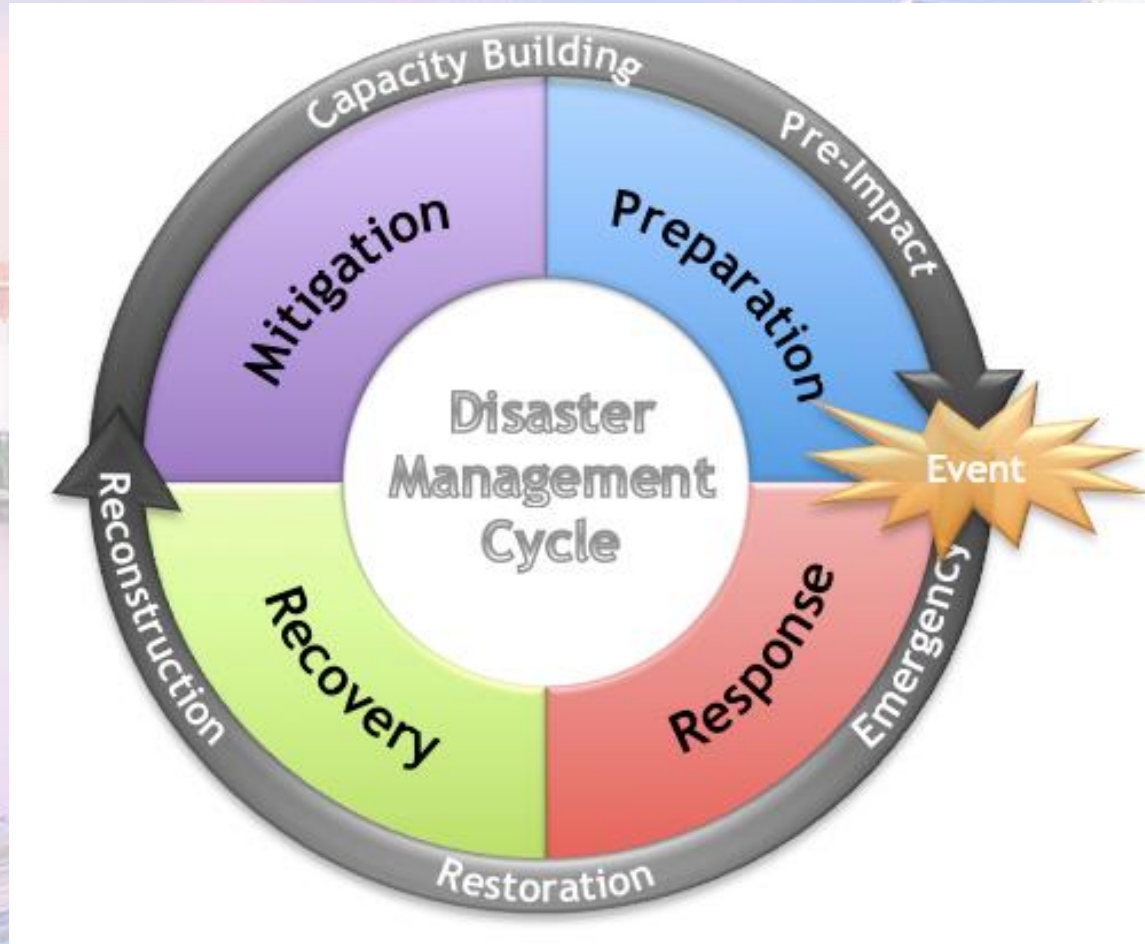 Capacity Building
Pre-Impact
Mitigation
Preparation
Disaster
Management
Cycle
Event
Reconstruction
Recovery
Response
Emergency
Restoration